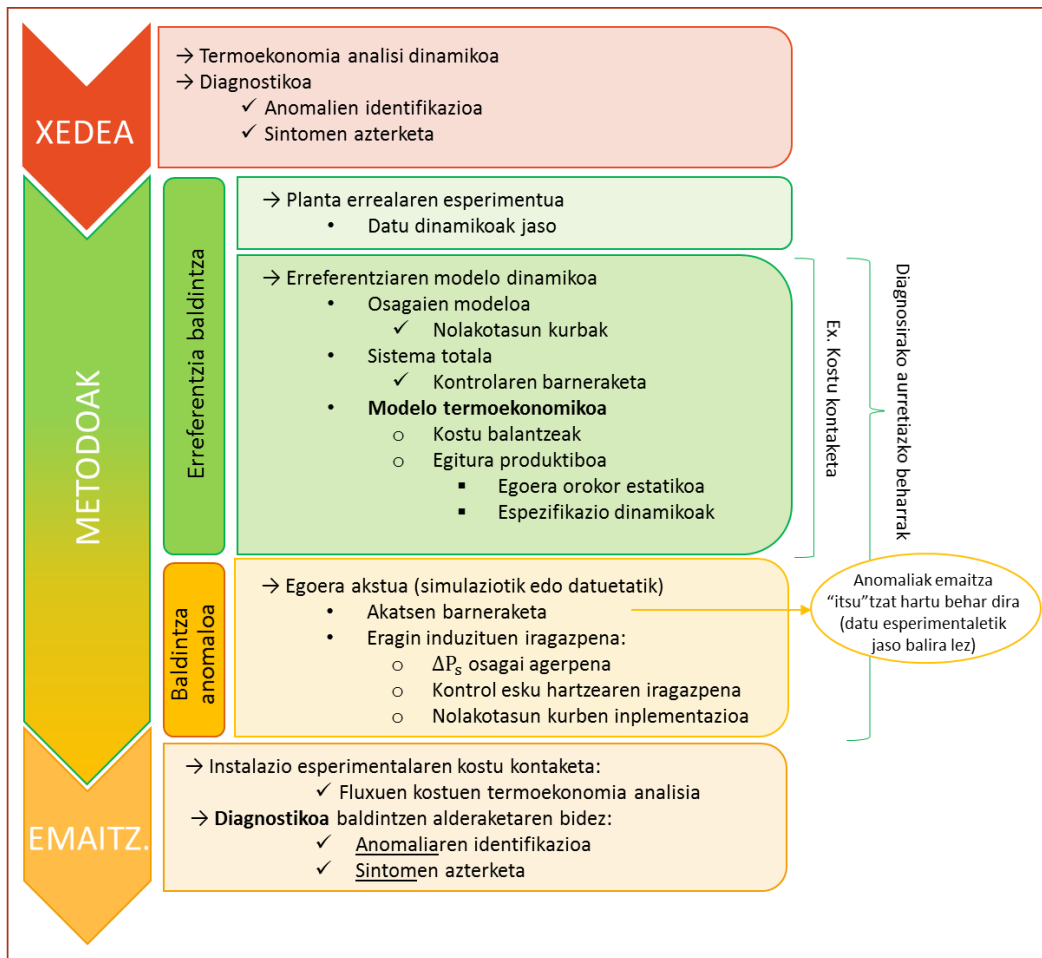 XEDEA
→ Termoekonomia analisi dinamikoa
→ Diagnostikoa
✓ Anomalien identifikazioa
✓ Sintomen azterketa
METODOAK
Erreferentzia baldintza
→ Planta errealaren esperimentua
• Datu dinamikoak jaso
→ Erreferentziaren modelo dinamikoa
• Osagaien modeloa
✓ Nolakotasun kurbak
• Sistema totala
✓ Kontrolaren barneraketa
• Modelo termoekonomikoa
o Kostu balantzeak
o Egitura produktiboa
▪ Egoera orokor estatikoa
▪ Espezifikazio dinamikoak
Ex. Kostu kontaketa
Diagnosirako aurretiazko beharrak
Baldintza
anomaloa
→ Egoera akstua (simulaziotik edo datuetatik)
• Akatsen barneraketa
• Eragin induzituen iragazpena:
o ΔPs osagai agerpena
o Kontrol esku hartzearen iragazpena
o Nolakotasun kurben inplementazioa
Anomaliak emaitza
“itsu”tzat hartu behar dira
(datu esperimentaletik
jaso balira lez)
EMAITZ.
→ Instalazio esperimentalaren kostu kontaketa:
✓ Fluxuen kostuen termoekonomia analisia
→ Diagnostikoa baldintzen alderaketaren bidez:
✓ Anomaliaren identifikazioa
✓ Sintomen azterketa